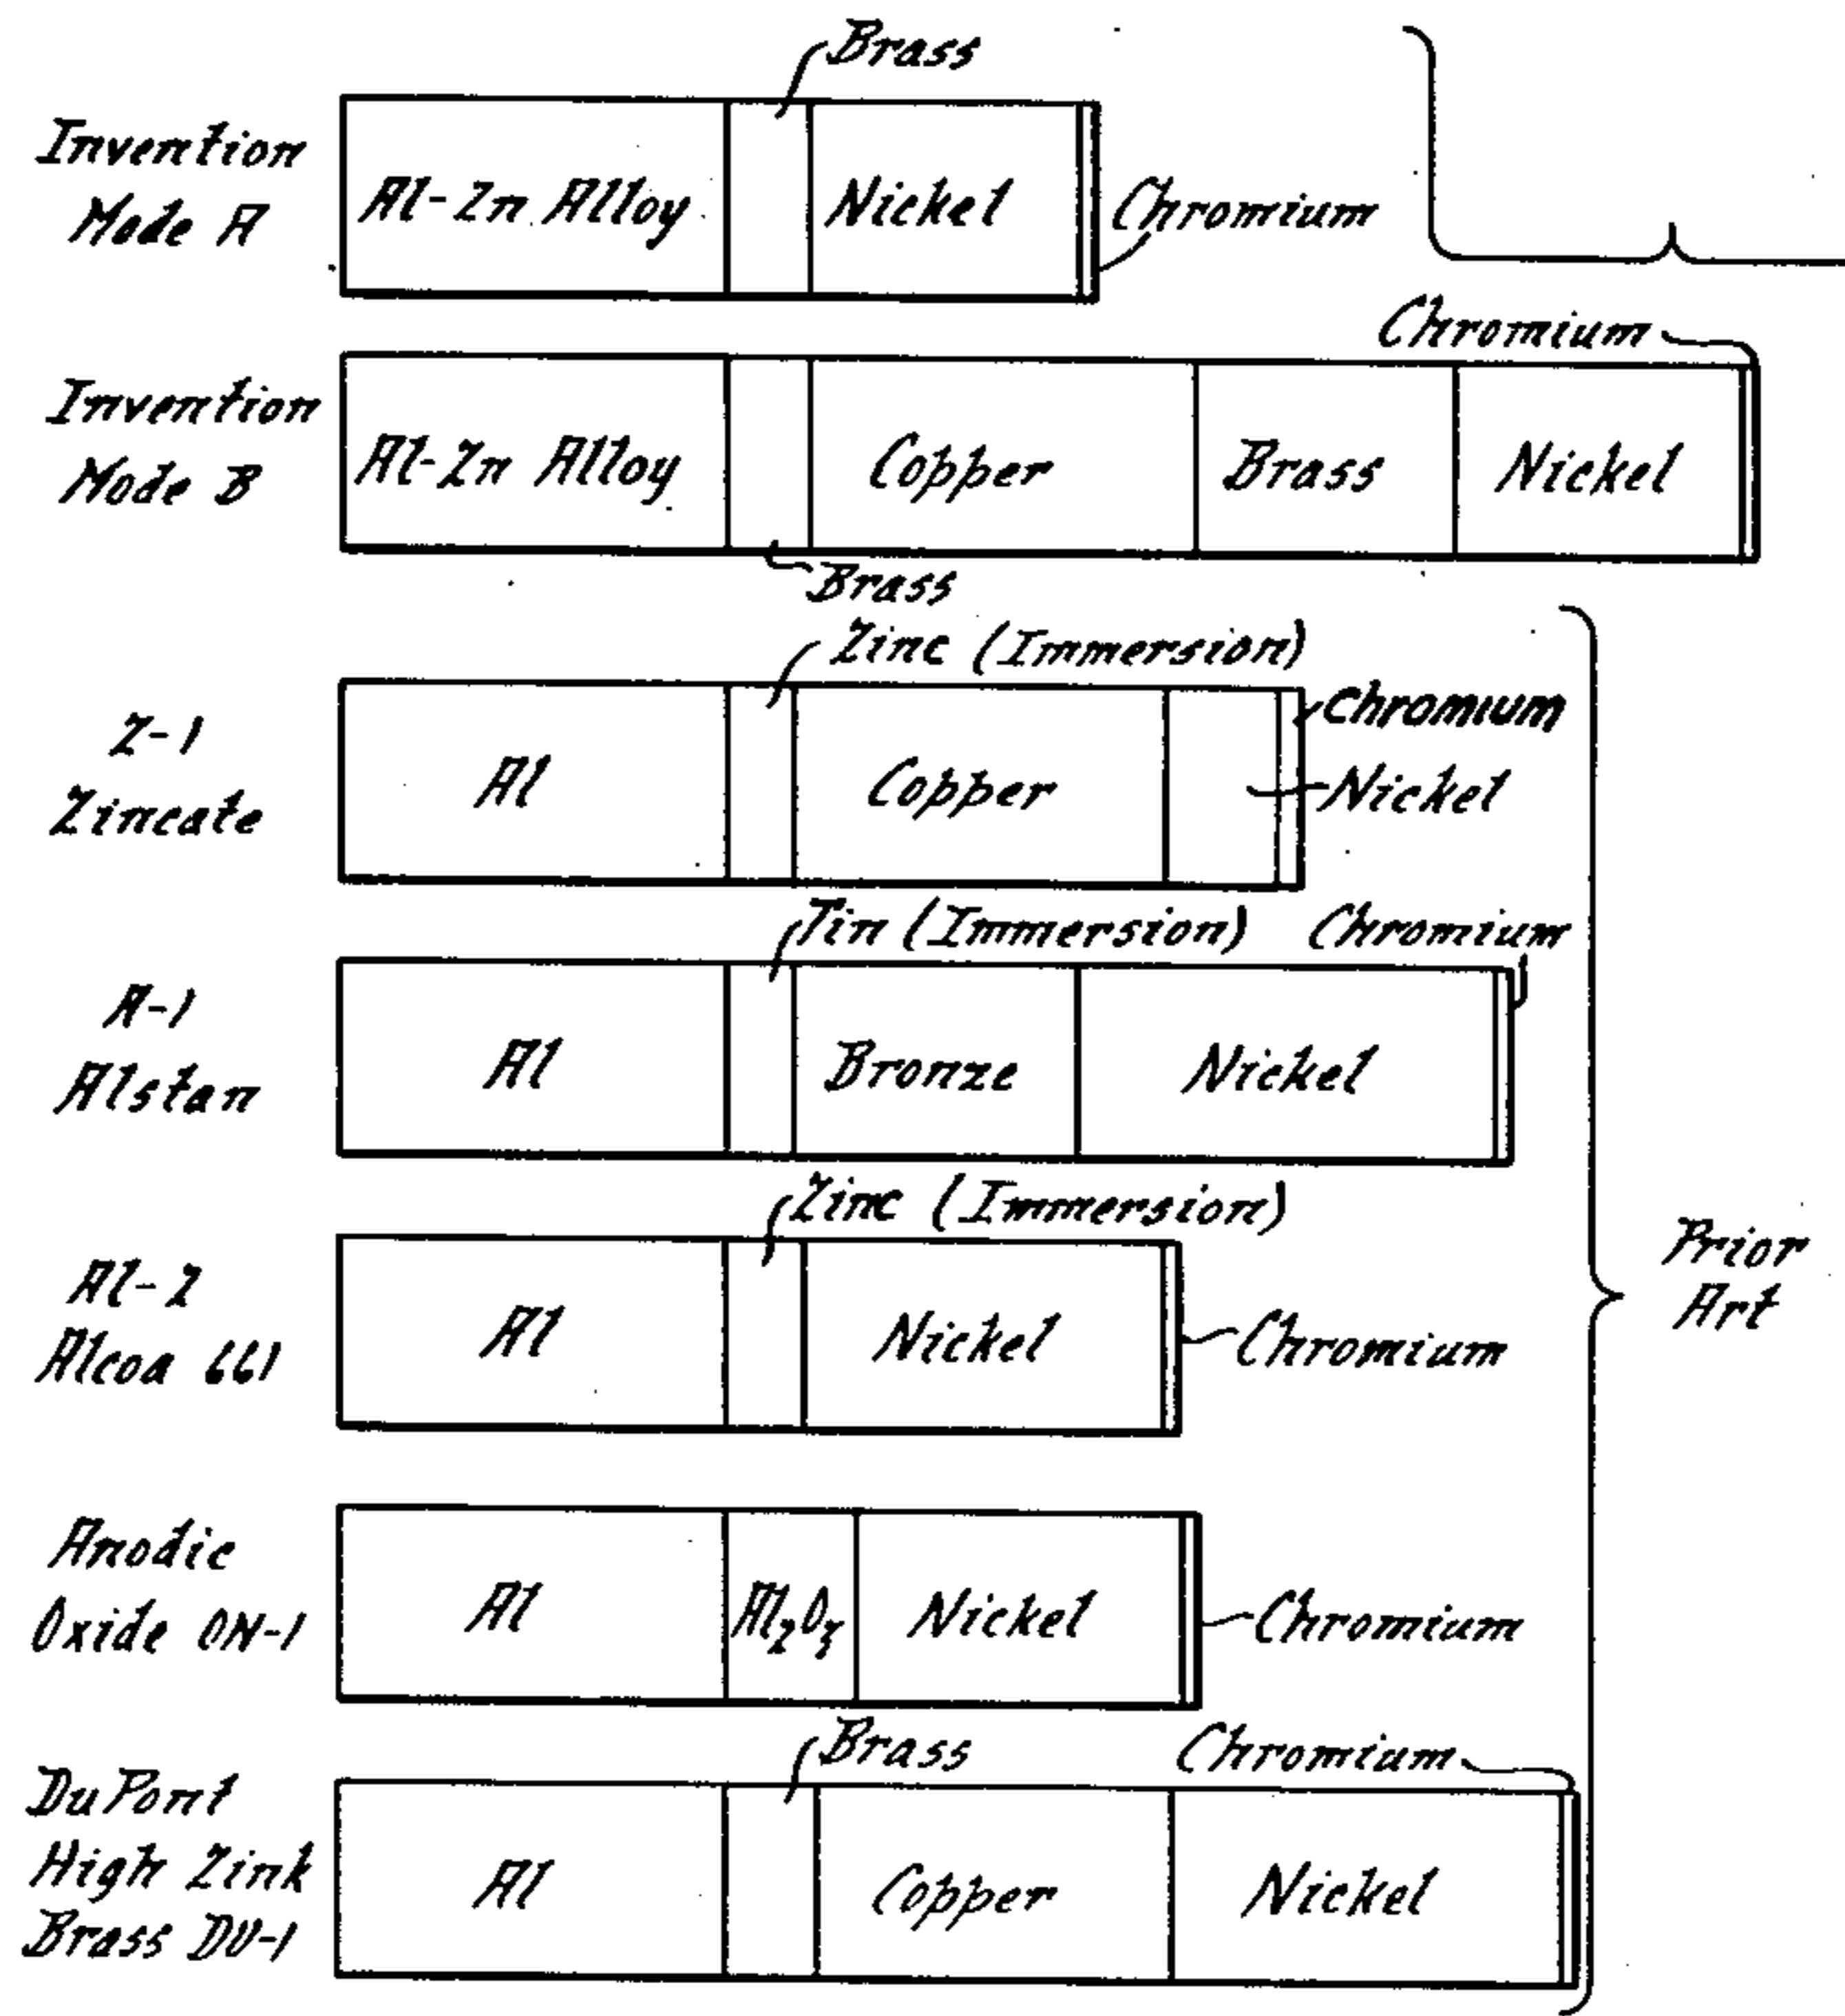 Brass
Invention
Mode A
Al-Zn Alloy
Nickel
Chromium
Chromium
Invention
Mode B
Al-Zn Alloy
Copper
Brass
Nickel
Brass
Zinc (Immersion)
Z-1
Zincate
Al
Copper
Chromium
Nickel
Tin (Immersion)
Chromium
A-1
Alstan
Al
Bronze
Nickel
Zinc (Immersion)
Al-2
Alcoa 661
Al
Nickel
Chromium
Prior
Art
Anodic
Oxide ON-1
Al
Al₂O₃
Nickel
Chromium
Brass
Chromium
DuPont
High Zink
Brass DU-1
Al
Copper
Nickel